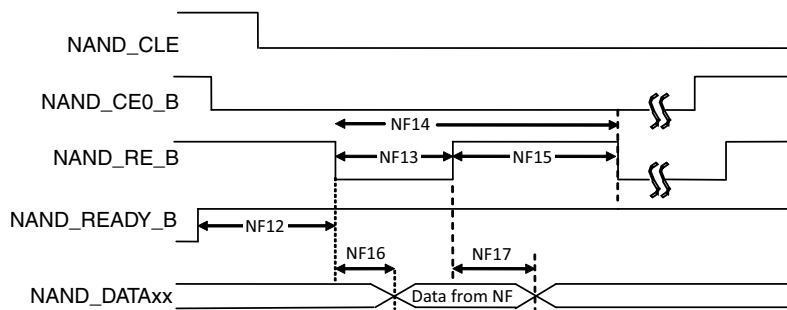 NAND_CLE
NAND_CE0_B
NF14
NAND_RE_B
NF13
NF15
NAND_READY_B
NF12
NF16
NF17
NAND_DATAxx
Data from NF